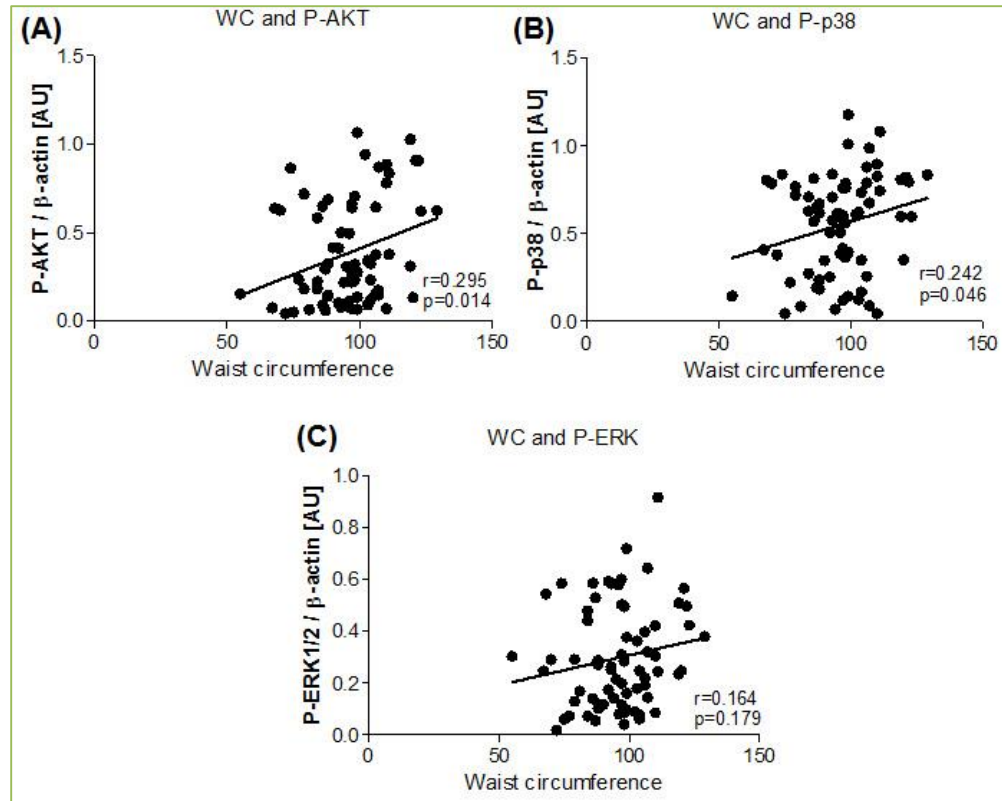 (A)
WC and P-AKT
P-AKT / β-actin [AU]
1.5
1.0
0.5
0.0
r=0.295
p=0.014
0
50
100
150
Waist circumference
(B)
WC and P-p38
P-p38 / β-actin [AU]
1.5
1.0
0.5
0.0
r=0.242
p=0.046
0
50
100
150
Waist circumference
(C)
WC and P-ERK
P-ERK1/2 / β-actin [AU]
1.0
0.8
0.6
0.4
0.2
0.0
r=0.164
p=0.179
0
50
100
150
Waist circumference